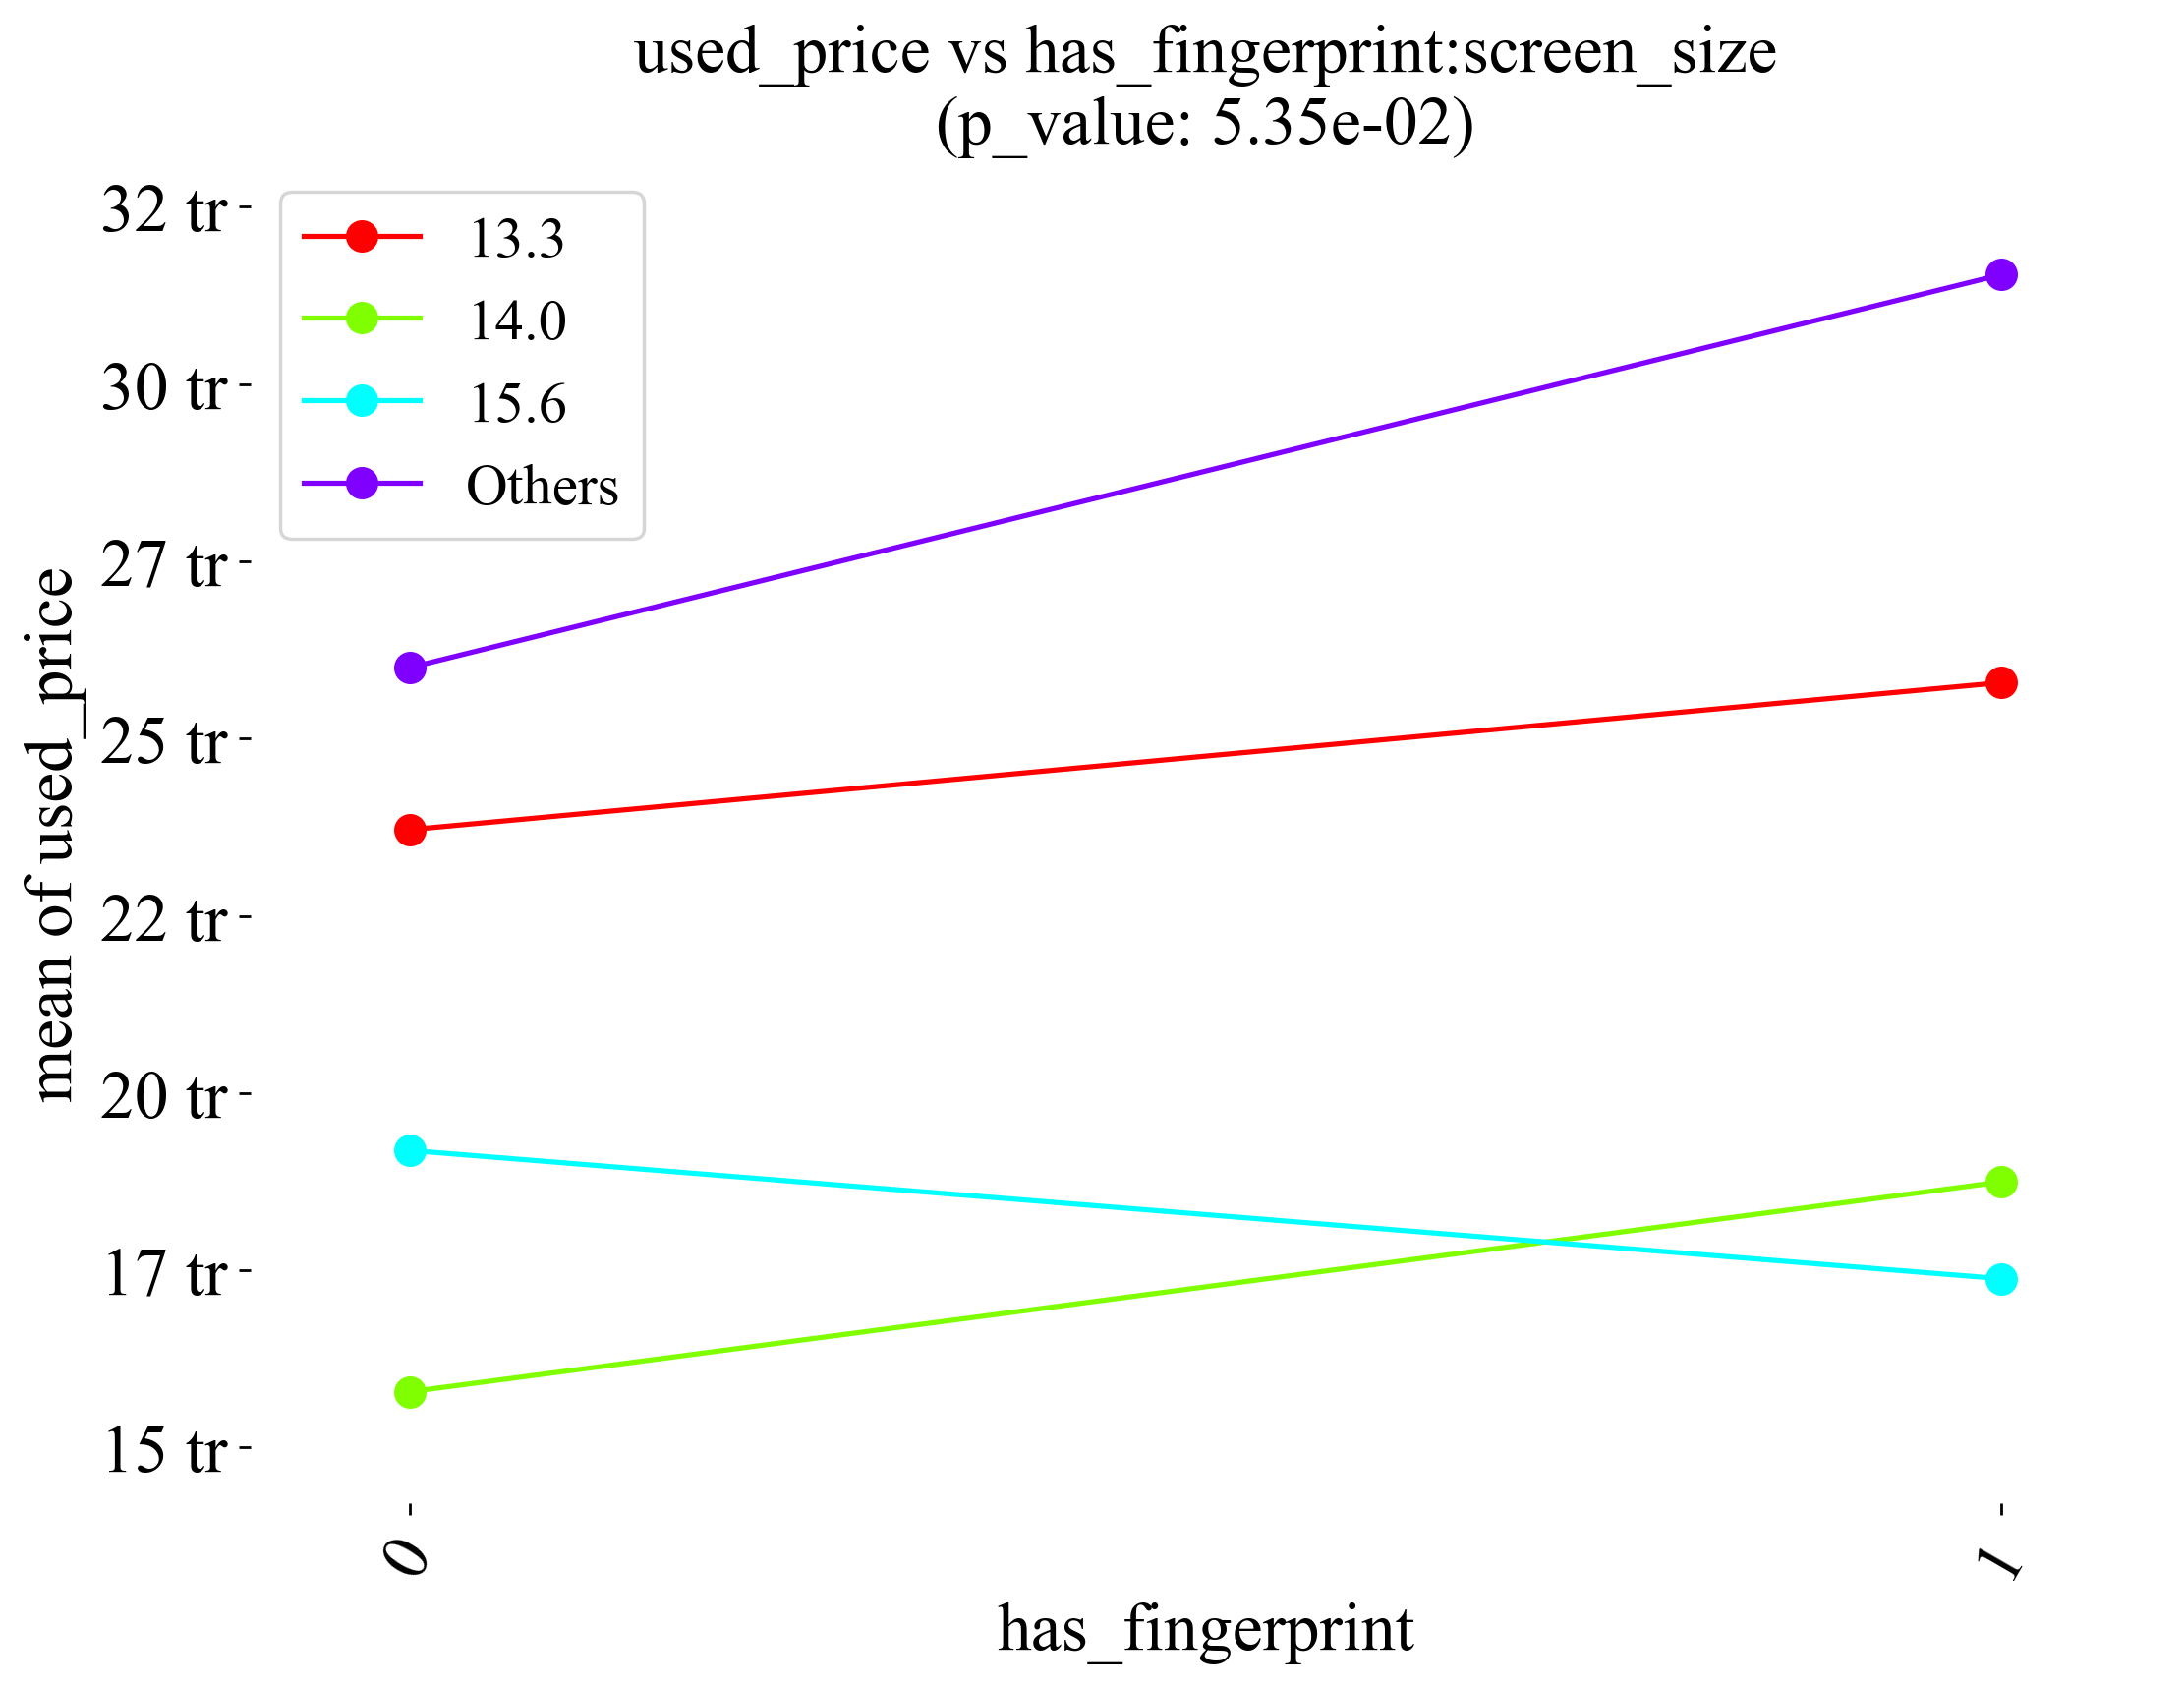 used_price vs has_fingerprint:screen_size
(p_value: 5.35e-02)
13.3
14.0
15.6
Others
mean of used_price
32 tr
30 tr
27 tr
25 tr
22 tr
20 tr
17 tr
15 tr
0
1
has_fingerprint